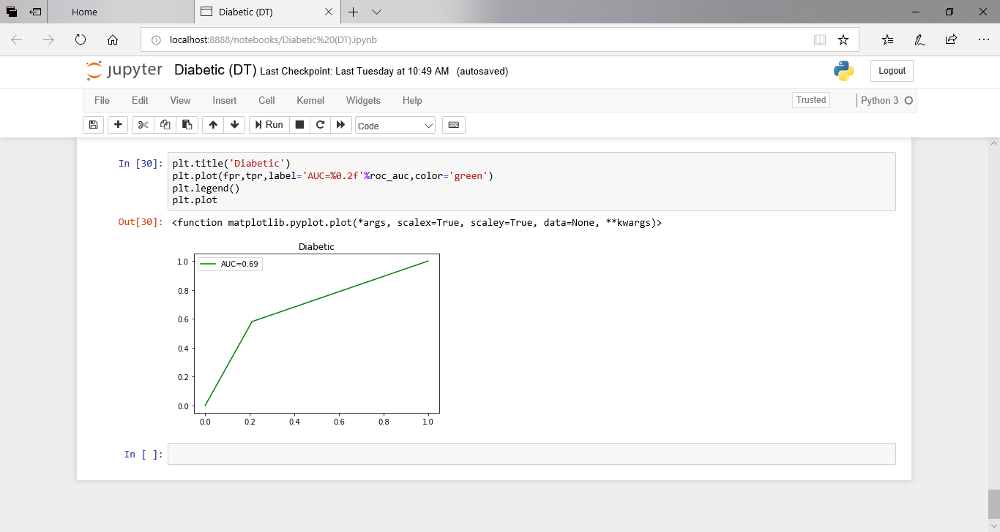 Home
Diabetic (DT)
localhost:8888/notebooks/Diabetic%20(DT).ipynb
jupyter Diabetic (DT) Last Checkpoint: Last Tuesday at 10:49 AM (autosaved)
Logout
File Edit View Insert Cell Kernel Widgets Help
Trusted
Python 3
Run
Code
In [30]:
plt.title('Diabetic')
plt.plot(fpr,tpr,label='AUC=%0.2f'%roc_auc,color='green')
plt.legend()
plt.plot
Out[30]: <function matplotlib.pyplot.plot(*args, scalex=True, scaley=True, data=None, **kwargs)>
Diabetic
AUC=0.69
1.0
0.8
0.6
0.4
0.2
0.0
0.0 0.2 0.4 0.6 0.8 1.0
In [ ]: